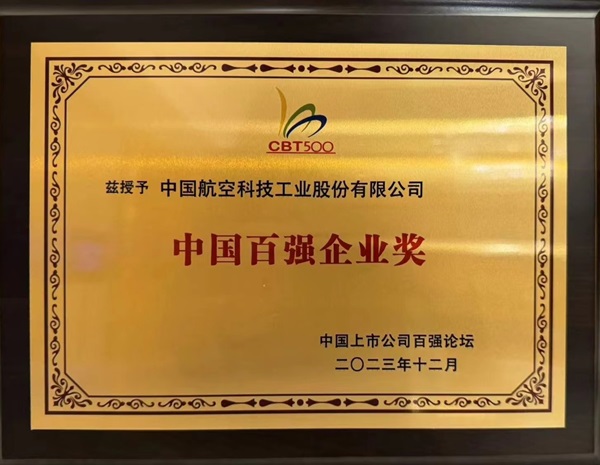 CBT500
兹授予 中国航空科技工业股份有限公司
中国百强企业奖
中国上市公司百强论坛
二〇二三年十二月